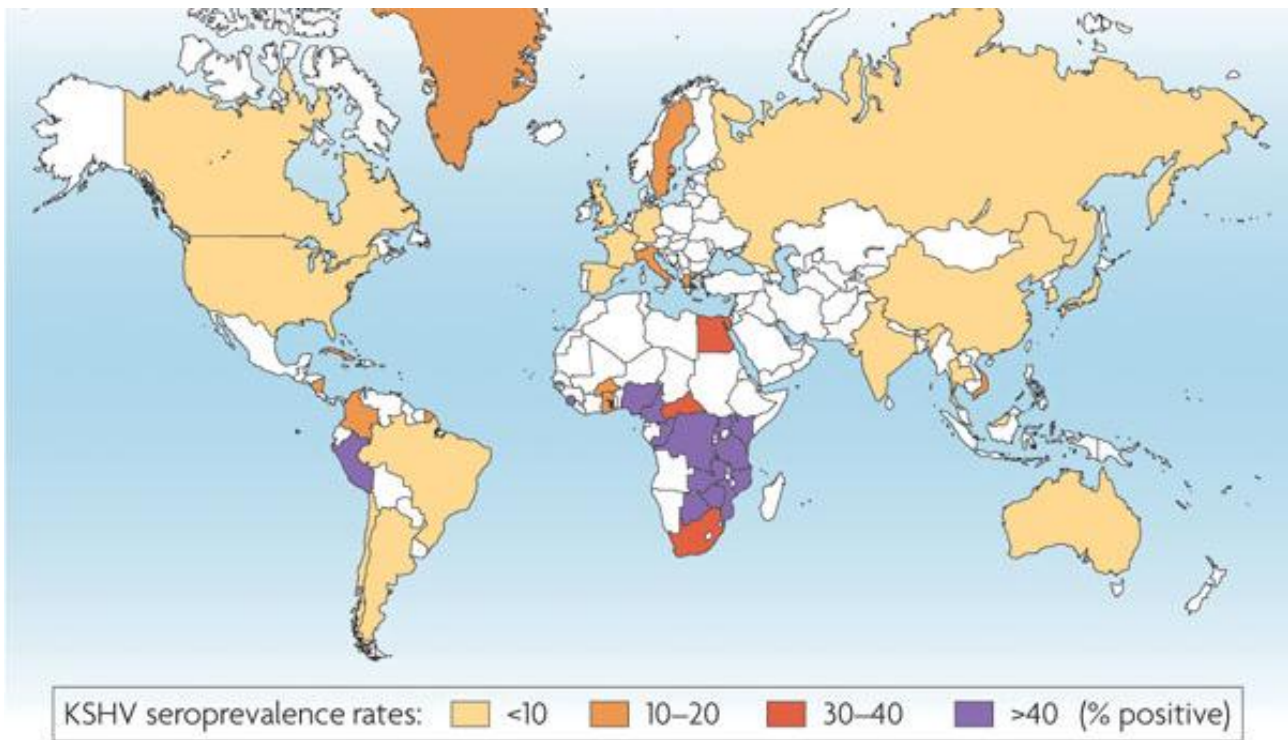 KSHV seroprevalence rates: <10 10–20 30–40 >40 (% positive)